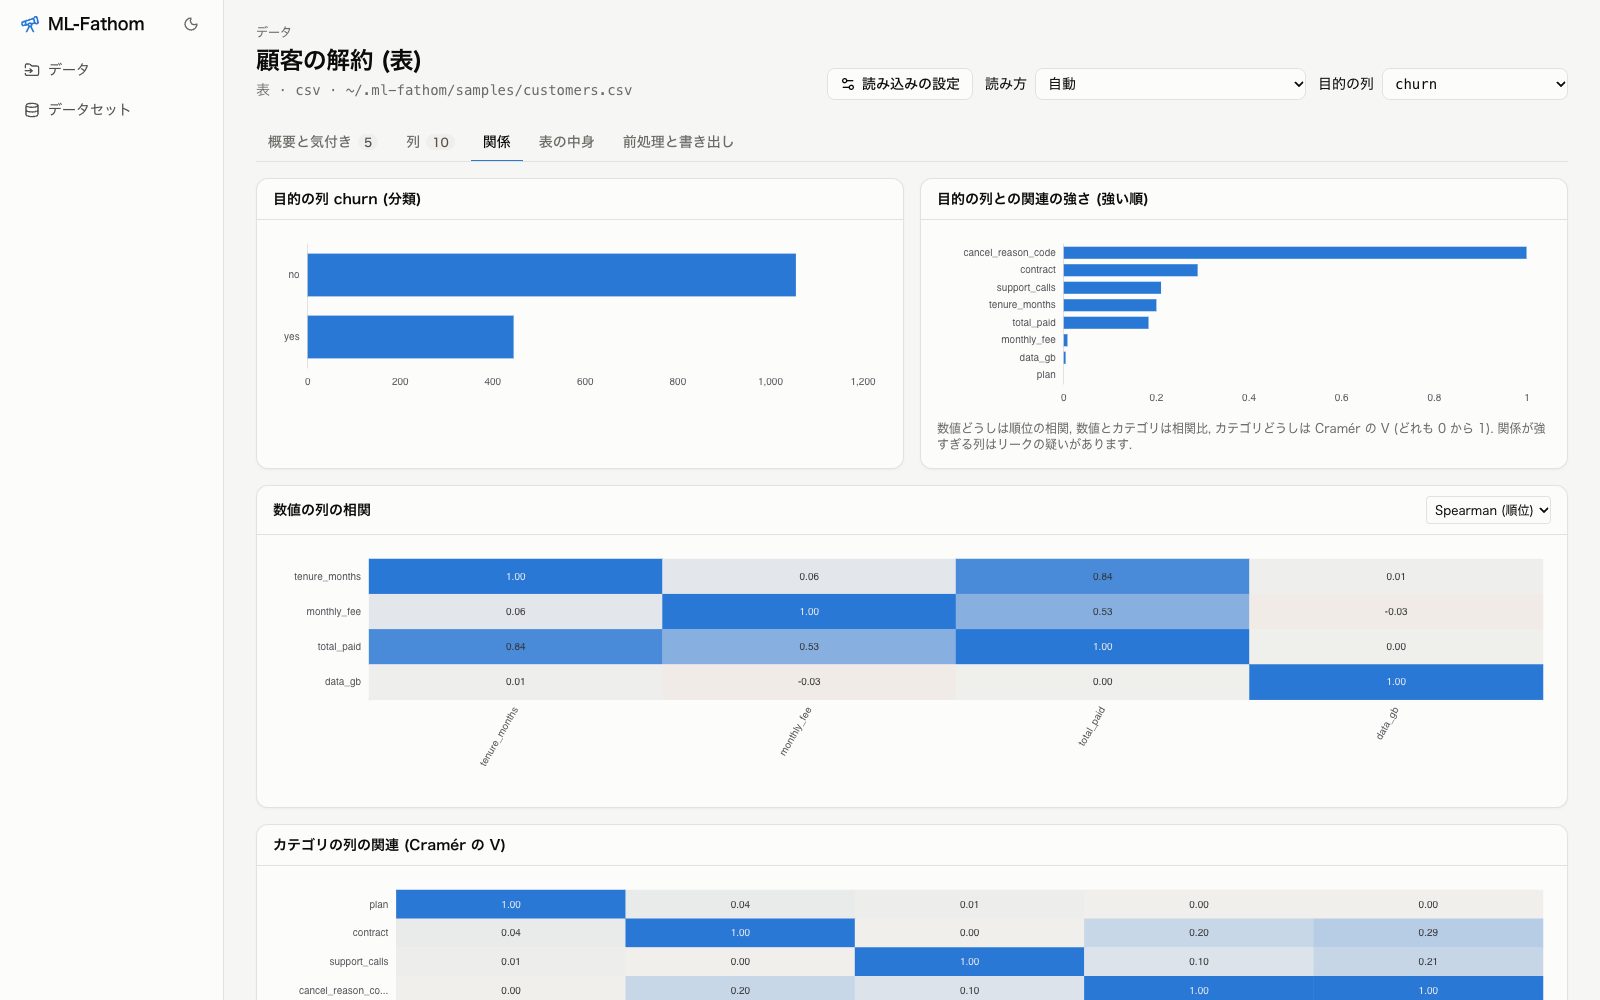 ML-Fathom
データ
データセット
データ
顧客の解約 (表)
表 · csv · ~/.ml-fathom/samples/customers.csv
読み込みの設定
読み方
自動
目的の列
churn
概要と気付き 5
列 10
関係
表の中身
前処理と書き出し
目的の列 churn (分類)
no
yes
0 200 400 600 800 1,000 1,200
目的の列との関連の強さ (強い順)
cancel_reason_code
contract
support_calls
tenure_months
total_paid
monthly_fee
data_gb
plan
0 0.2 0.4 0.6 0.8 1
数値どうしは順位の相関, 数値とカテゴリは相関比, カテゴリどうしは Cramér の V (どれも 0 から 1). 関係が強
すぎる列はリークの疑いがあります.
数値の列の相関
Spearman (順位)
tenure_months 1.00 0.06 0.84 0.01
monthly_fee 0.06 1.00 0.53 -0.03
total_paid 0.84 0.53 1.00 0.00
data_gb 0.01 -0.03 0.00 1.00
tenure_months monthly_fee total_paid data_gb
カテゴリの列の関連 (Cramér の V)
plan 1.00 0.04 0.01 0.00 0.00
contract 0.04 1.00 0.00 0.20 0.29
support_calls 0.01 0.00 1.00 0.10 0.21
cancel_reason_co... 0.00 0.20 0.10 1.00 1.00